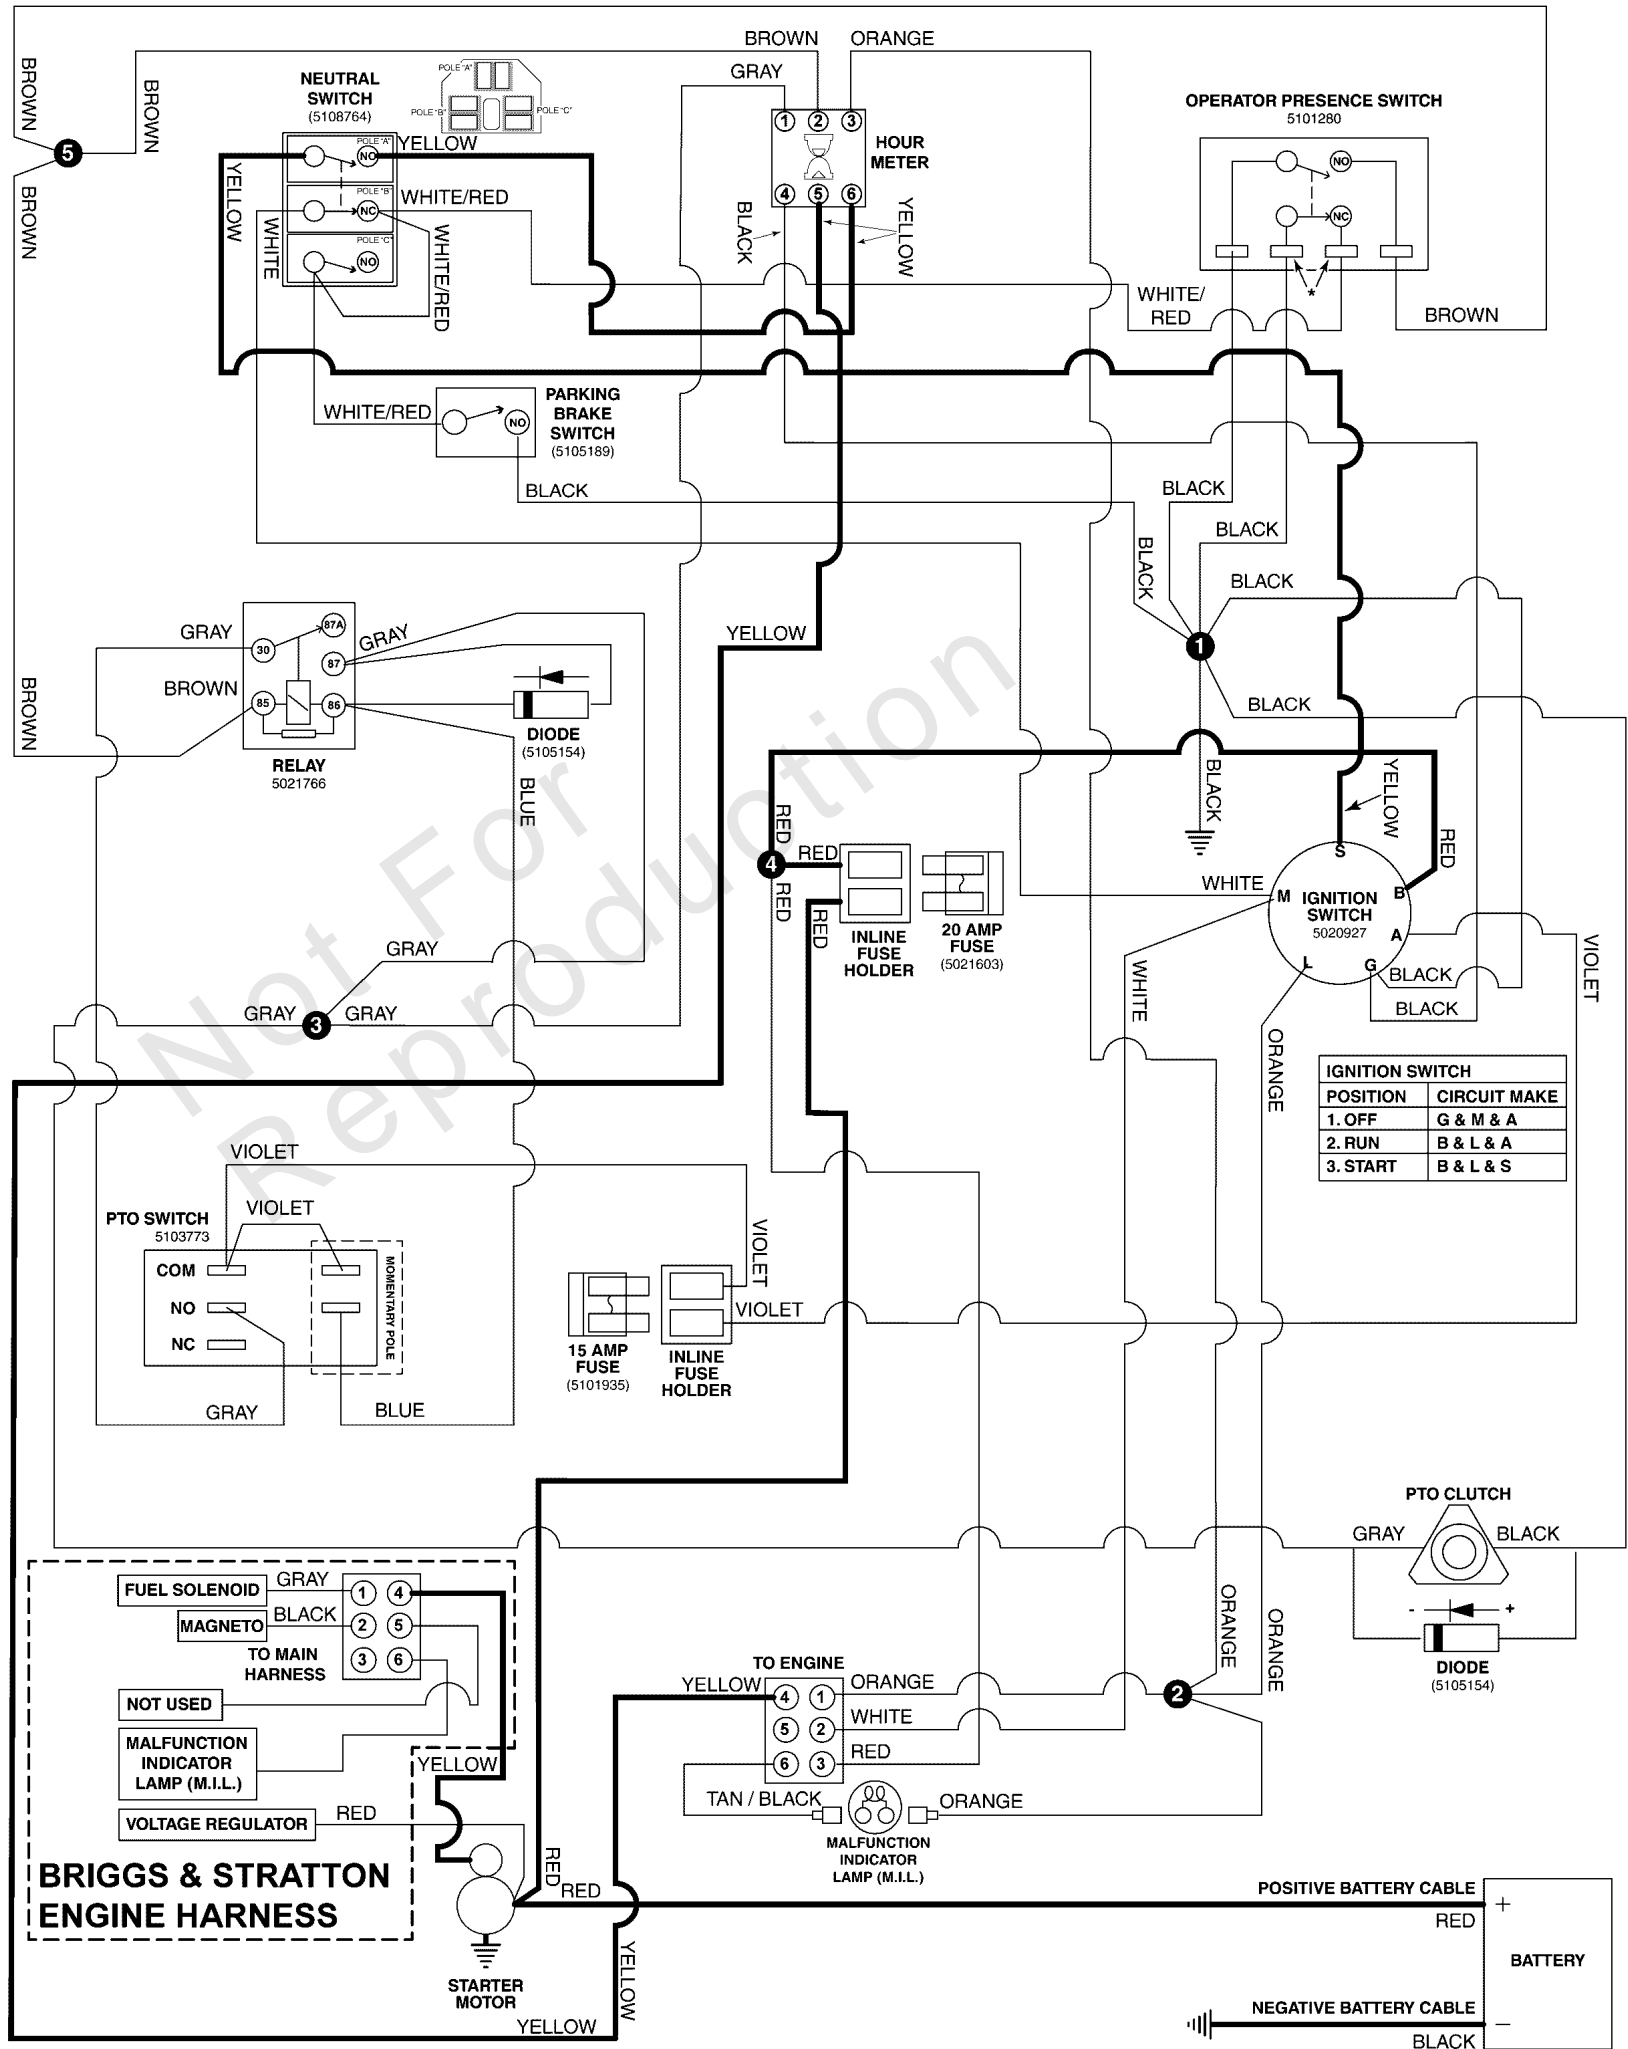 BROWN
ORANGE
GRAY
BROWN
BROWN
BROWN
5
NEUTRAL
SWITCH
(5108764)
POLE "A"
POLE "B"
POLE "C"
POLE "A"
NO
YELLOW
POLE "B"
NC
WHITE/RED
POLE "C"
NO
YELLOW
WHITE
WHITE/RED
1
2
3
4
5
6
HOUR
METER
BLACK
YELLOW
OPERATOR PRESENCE SWITCH
5101280
NO
NC
*
WHITE/
RED
BROWN
WHITE/RED
NO
PARKING
BRAKE
SWITCH
(5105189)
BLACK
BLACK
BLACK
BLACK
BLACK
1
BLACK
BLACK
YELLOW
GRAY
30
87A
87
GRAY
BROWN
85
86
RELAY
5021766
DIODE
(5105154)
BROWN
BLUE
Not For
Reproduction
RED
4
RED
RED
RED
INLINE
FUSE
HOLDER
20 AMP
FUSE
(5021603)
YELLOW
RED
WHITE
S
M
B
A
L
G
IGNITION
SWITCH
5020927
BLACK
BLACK
VIOLET
WHITE
ORANGE
GRAY
GRAY
3
GRAY
IGNITION SWITCH
POSITION CIRCUIT MAKE
1. OFF G & M & A
2. RUN B & L & A
3. START B & L & S
VIOLET
VIOLET
PTO SWITCH
5103773
COM
NO
NC
MOMENTARY POLE
GRAY
BLUE
VIOLET
VIOLET
15 AMP
FUSE
(5101935)
INLINE
FUSE
HOLDER
PTO CLUTCH
GRAY
BLACK
- +
DIODE
(5105154)
ORANGE
ORANGE
FUEL SOLENOID
GRAY
MAGNETO
BLACK
1
4
2
5
3
6
TO MAIN
HARNESS
NOT USED
MALFUNCTION
INDICATOR
LAMP (M.I.L.)
YELLOW
VOLTAGE REGULATOR
RED
BRIGGS & STRATTON
ENGINE HARNESS
TO ENGINE
YELLOW
4
1
ORANGE
2
5
2
WHITE
6
3
RED
TAN / BLACK
ORANGE
MALFUNCTION
INDICATOR
LAMP (M.I.L.)
RED
RED
STARTER
MOTOR
YELLOW
YELLOW
POSITIVE BATTERY CABLE
+
RED
BATTERY
NEGATIVE BATTERY CABLE
–
BLACK